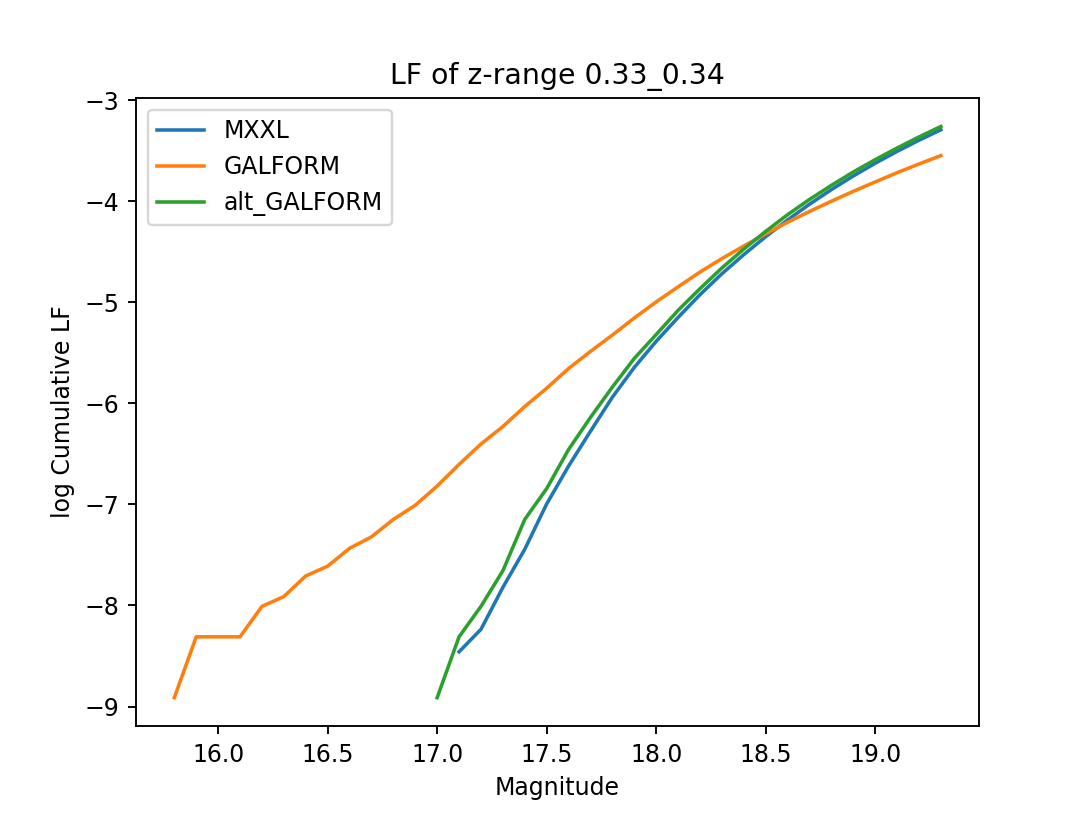 LF of z-range 0.33_0.34
MXXL
GALFORM
alt_GALFORM
log Cumulative LF
−3
−4
−5
−6
−7
−8
−9
16.0 16.5 17.0 17.5 18.0 18.5 19.0
Magnitude